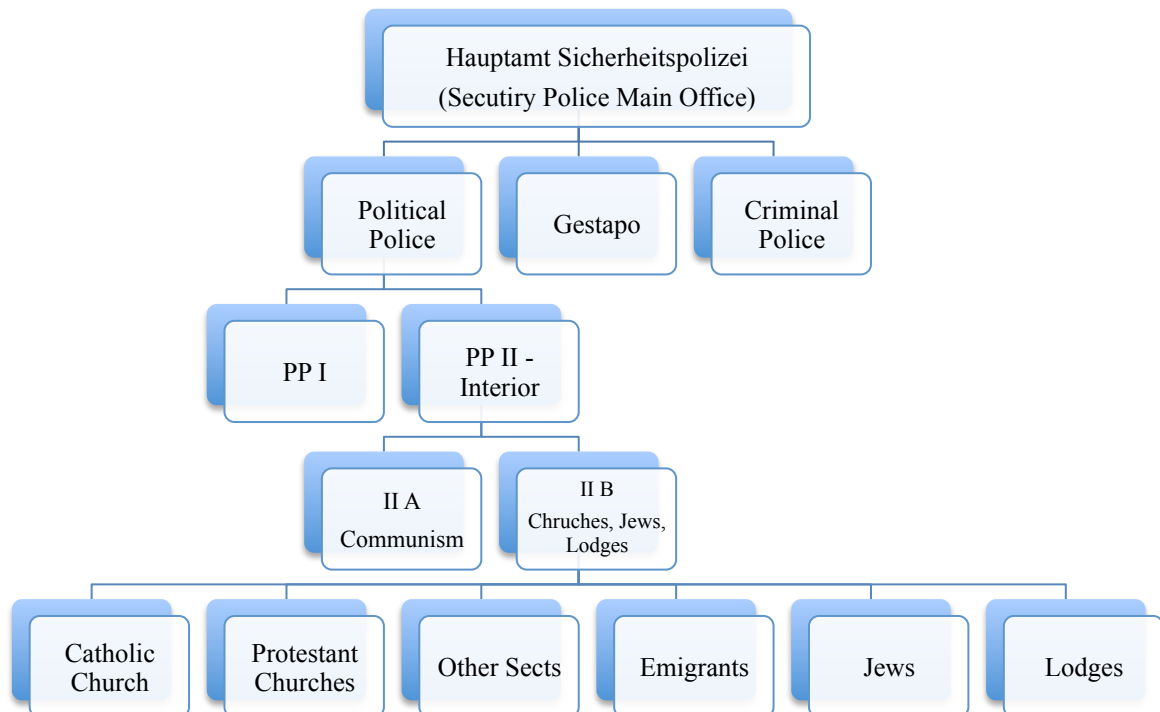 Hauptamt Sicherheitspolizei
(Secutiry Police Main Office)
Political
Police
Gestapo
Criminal
Police
PP I
PP II -
Interior
II A
Communism
II B
Chruches, Jews,
Lodges
Catholic
Church
Protestant
Churches
Other Sects
Emigrants
Jews
Lodges